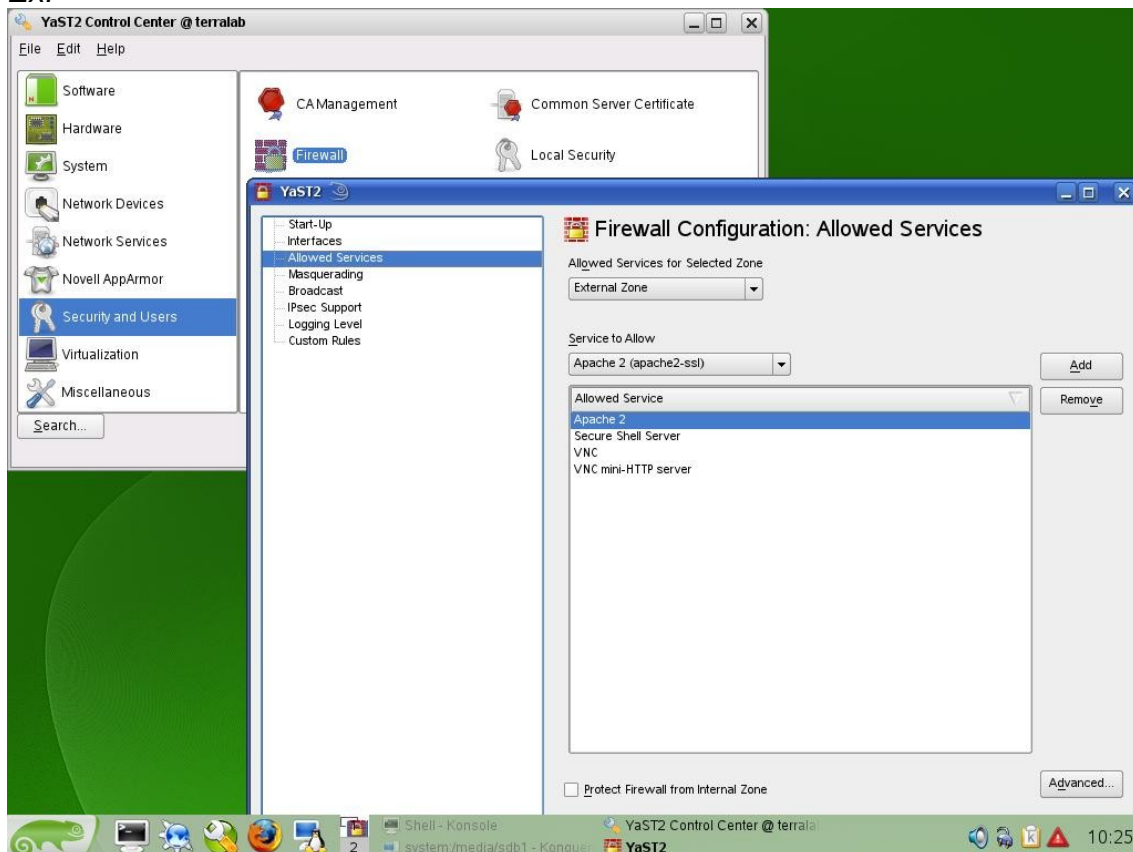 Ex:
YaST2 Control Center @ terralab
File Edit Help
Software
Hardware
System
Network Devices
Network Services
Novell AppArmor
Security and Users
Virtualization
Miscellaneous
Search...
CA Management
Common Server Certificate
Firewall
Local Security
YaST2
Start-Up
Interfaces
Allowed Services
Masquerading
Broadcast
IPsec Support
Logging Level
Custom Rules
Firewall Configuration: Allowed Services
Allowed Services for Selected Zone
External Zone
Service to Allow
Apache 2 (apache2-ssl)
Add
Allowed Service
Remove
Apache 2
Secure Shell Server
VNC
VNC mini-HTTP server
Protect Firewall from Internal Zone
Advanced...
2
Shell - Konsole
system:/media/sdb1 - Konquer
YaST2 Control Center @ terrala
YaST2
10:25